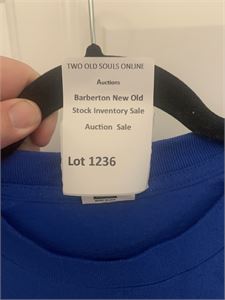 TWO OLD SOULS ONLINE
Auctions
Barberton New Old
Stock Inventory Sale
Auction Sale
Lot 1236